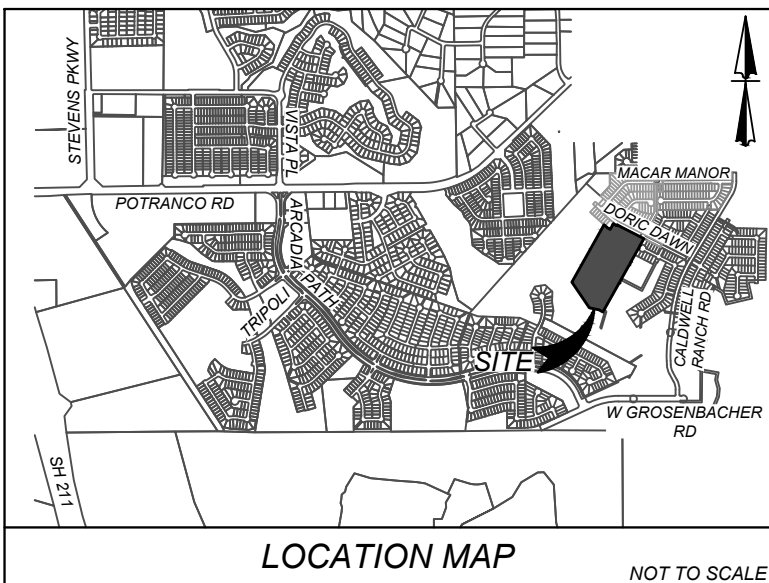 STEVENS PKWY
VISTA PL
MACAR MANOR
POTRANCO RD
ARCADIA PATH
DORIC DAWN
TRIPOLI
CALDWELL
RANCH RD
SITE
W GROSENBACHER
RD
SH 211
LOCATION MAP
NOT TO SCALE